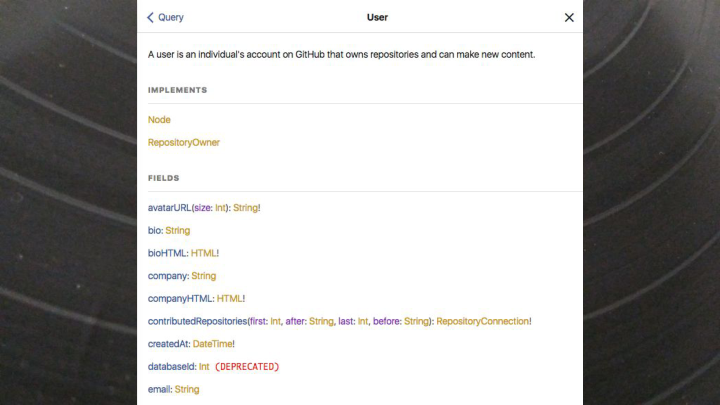 Query
User
A user is an individual's account on GitHub that owns repositories and can make new content.
IMPLEMENTS
Node
RepositoryOwner
FIELDS
avatarURL(size: Int): String!
bio: String
bioHTML: HTML!
company: String
companyHTML: HTML!
contributedRepositories(first: Int, after: String, last: Int, before: String): RepositoryConnection!
createdAt: DateTime!
databaseId: Int (DEPRECATED)
email: String